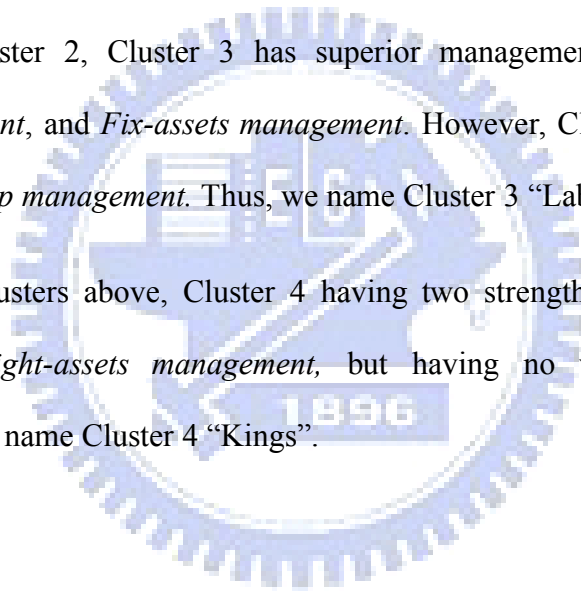 ster 2, Cluster 3 has superior managemen
nt, and Fix-assets management. However, Cl
p management. Thus, we name Cluster 3 “Lab
usters above, Cluster 4 having two strength
ight-assets management, but having no
1896
name Cluster 4 “Kings”.